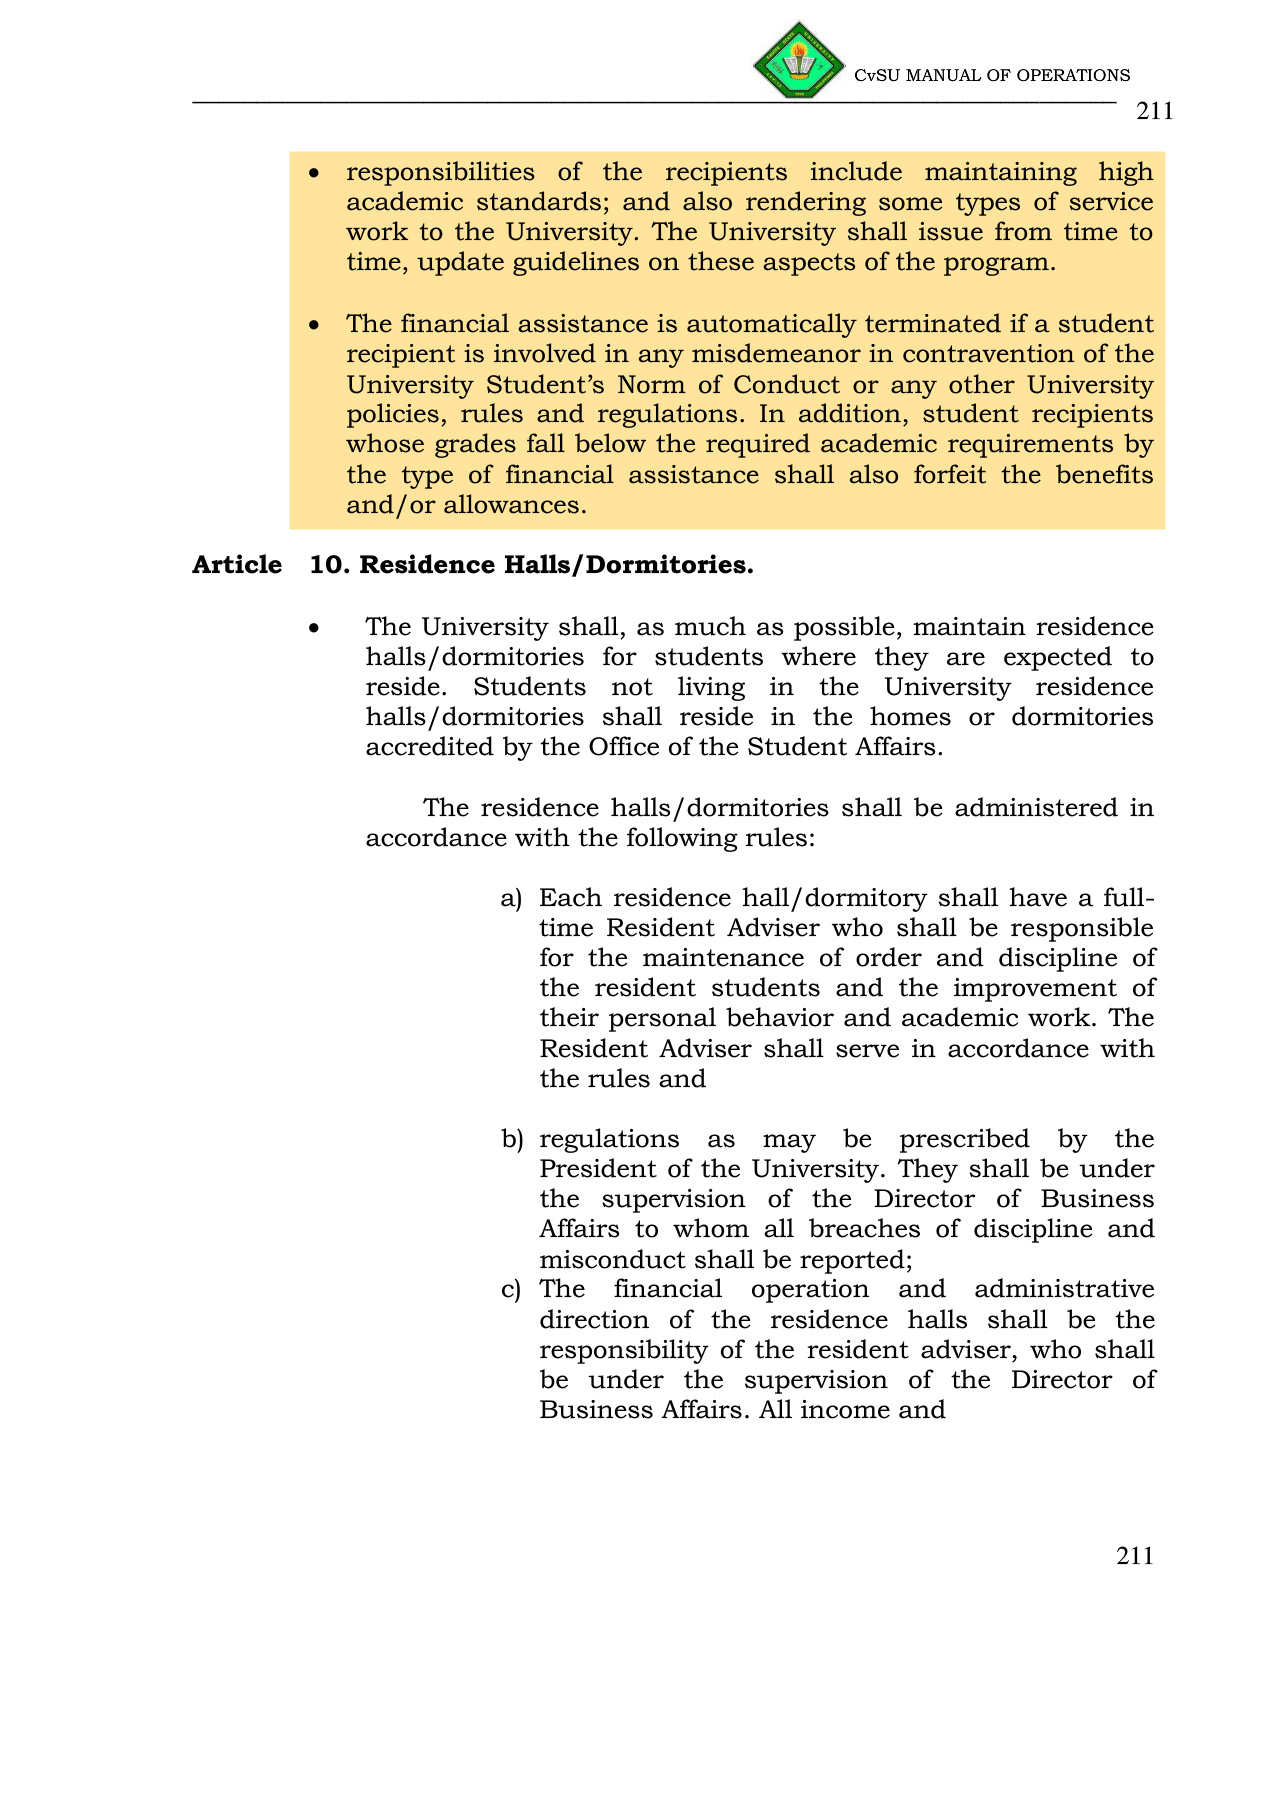 CvSU MANUAL OF OPERATIONS
211
• responsibilities of the recipients include maintaining high
academic standards; and also rendering some types of service
work to the University. The University shall issue from time to
time, update guidelines on these aspects of the program.
• The financial assistance is automatically terminated if a student
recipient is involved in any misdemeanor in contravention of the
University Student’s Norm of Conduct or any other University
policies, rules and regulations. In addition, student recipients
whose grades fall below the required academic requirements by
the type of financial assistance shall also forfeit the benefits
and/or allowances.
Article 10. Residence Halls/Dormitories.
• The University shall, as much as possible, maintain residence
halls/dormitories for students where they are expected to
reside. Students not living in the University residence
halls/dormitories shall reside in the homes or dormitories
accredited by the Office of the Student Affairs.
The residence halls/dormitories shall be administered in
accordance with the following rules:
a) Each residence hall/dormitory shall have a full-
time Resident Adviser who shall be responsible
for the maintenance of order and discipline of
the resident students and the improvement of
their personal behavior and academic work. The
Resident Adviser shall serve in accordance with
the rules and
b) regulations as may be prescribed by the
President of the University. They shall be under
the supervision of the Director of Business
Affairs to whom all breaches of discipline and
misconduct shall be reported;
c) The financial operation and administrative
direction of the residence halls shall be the
responsibility of the resident adviser, who shall
be under the supervision of the Director of
Business Affairs. All income and
211